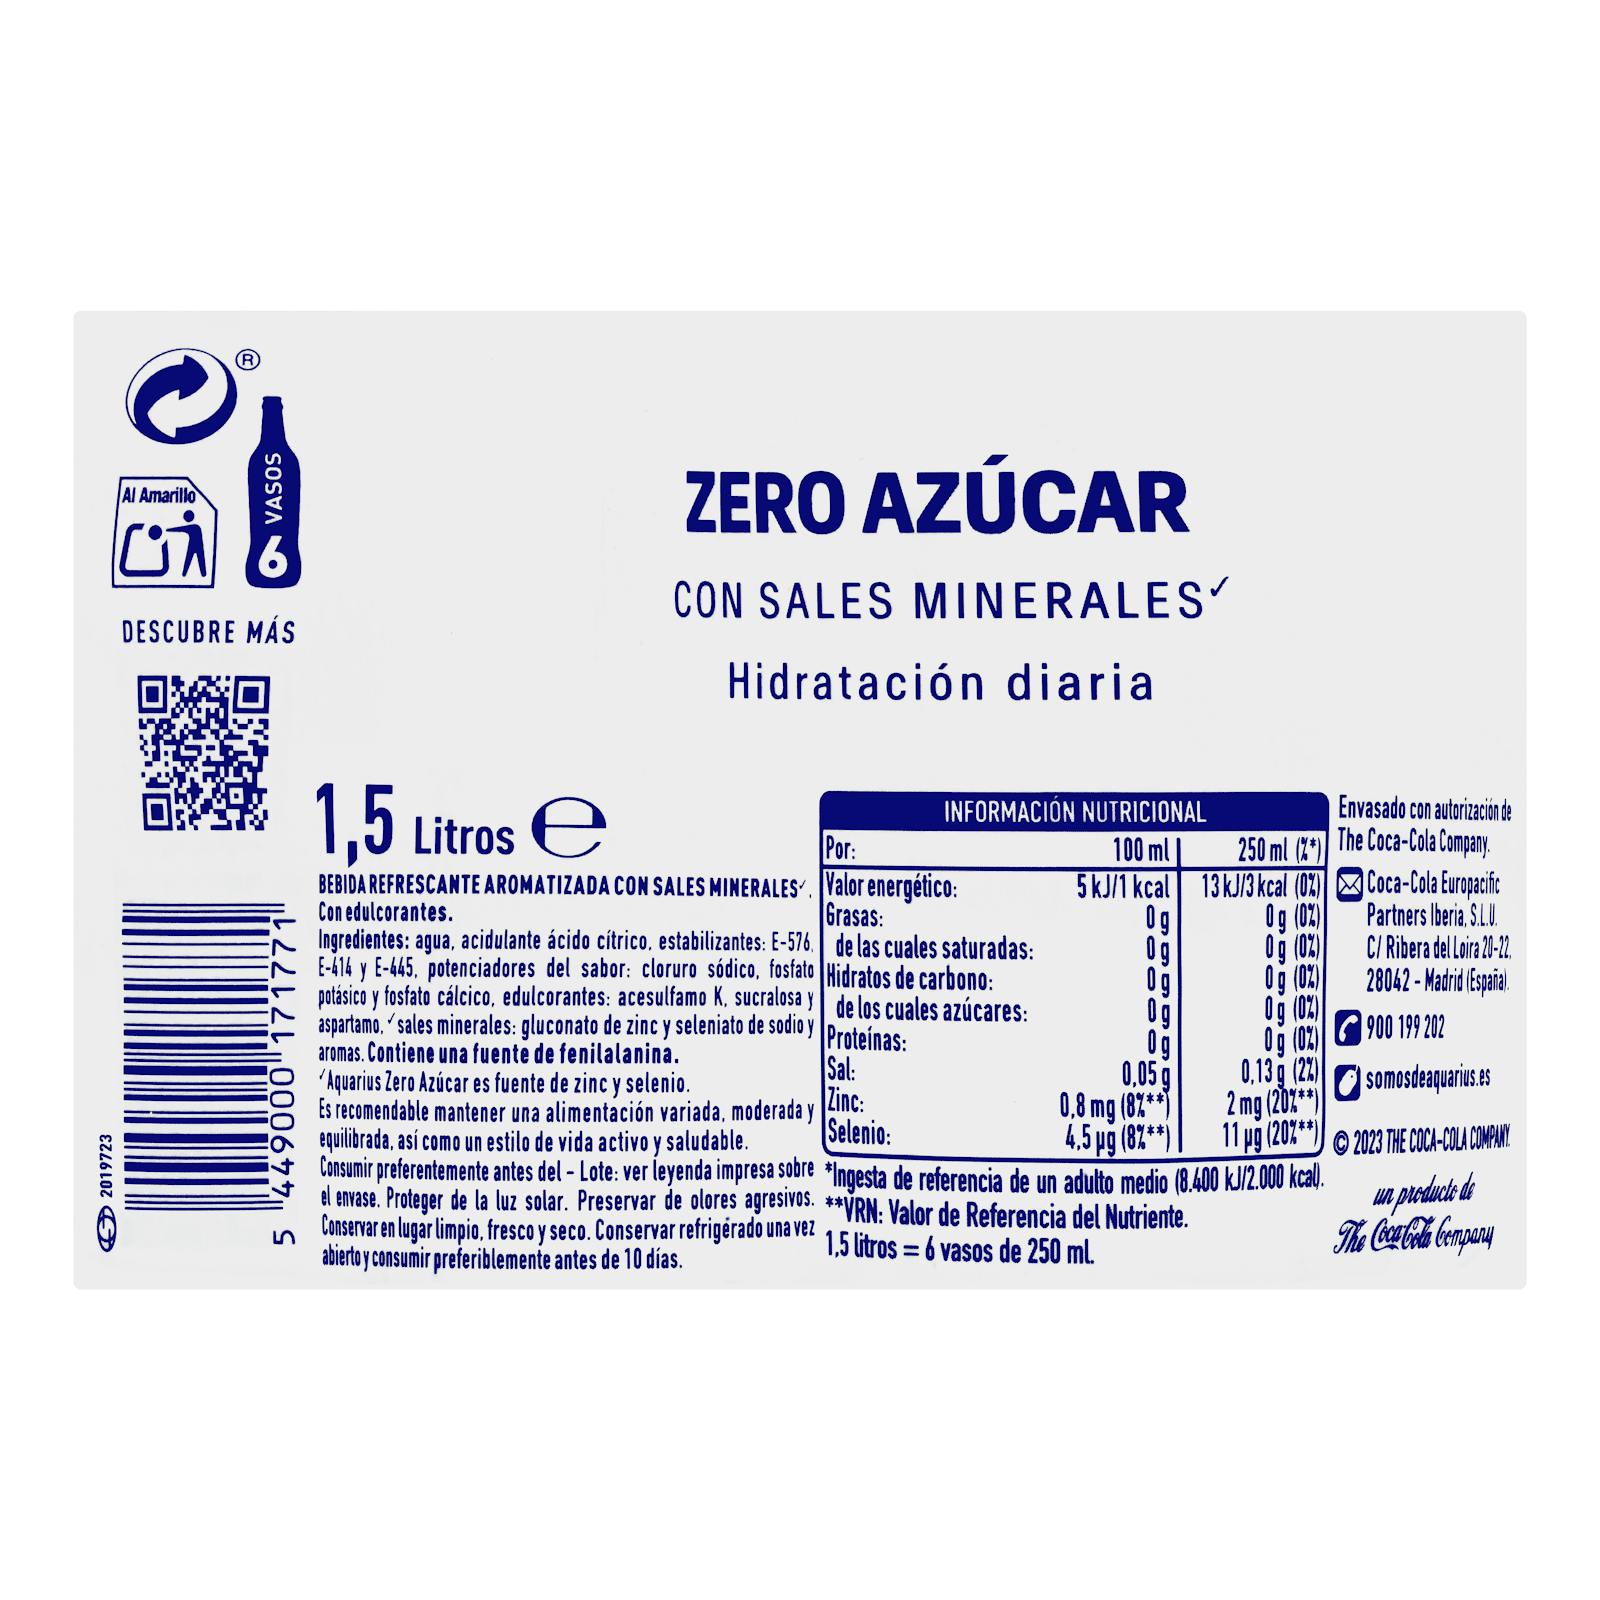 ®
Al Amarillo
6 VASOS
DESCUBRE MÁS
2019723
5 449000 171771
ZERO AZÚCAR
CON SALES MINERALES✓
Hidratación diaria
1,5 Litros ℮
BEBIDA REFRESCANTE AROMATIZADA CON SALES MINERALES✓.
Con edulcorantes.
Ingredientes: agua, acidulante ácido cítrico, estabilizantes: E-576,
E-414 y E-445, potenciadores del sabor: cloruro sódico, fosfato
potásico y fosfato cálcico, edulcorantes: acesulfamo K, sucralosa y
aspartamo, ✓sales minerales: gluconato de zinc y seleniato de sodio y
aromas. Contiene una fuente de fenilalanina.
✓Aquarius Zero Azúcar es fuente de zinc y selenio.
Es recomendable mantener una alimentación variada, moderada y
equilibrada, así como un estilo de vida activo y saludable.
Consumir preferentemente antes del - Lote: ver leyenda impresa sobre
el envase. Proteger de la luz solar. Preservar de olores agresivos.
Conservar en lugar limpio, fresco y seco. Conservar refrigerado una vez
abierto y consumir preferiblemente antes de 10 días.
INFORMACIÓN NUTRICIONAL
Por: 100 ml 250 ml (%*)
Valor energético: 5 kJ/1 kcal 13 kJ/3 kcal (0%)
Grasas: 0 g 0 g (0%)
de las cuales saturadas: 0 g 0 g (0%)
Hidratos de carbono: 0 g 0 g (0%)
de los cuales azúcares: 0 g 0 g (0%)
Proteínas: 0 g 0 g (0%)
Sal: 0,05 g 0,13 g (2%)
Zinc: 0,8 mg (8%**) 2 mg (20%**)
Selenio: 4,5 µg (8%**) 11 µg (20%**)
*Ingesta de referencia de un adulto medio (8.400 kJ/2.000 kcal).
**VRN: Valor de Referencia del Nutriente.
1,5 litros = 6 vasos de 250 ml.
Envasado con autorización de
The Coca-Cola Company.
Coca-Cola Europacific
Partners Iberia, S.L.U.
C/ Ribera del Loira 20-22,
28042 - Madrid (España).
900 199 202
somosdeaquarius.es
© 2023 THE COCA-COLA COMPANY.
un producto de
The Coca-Cola Company